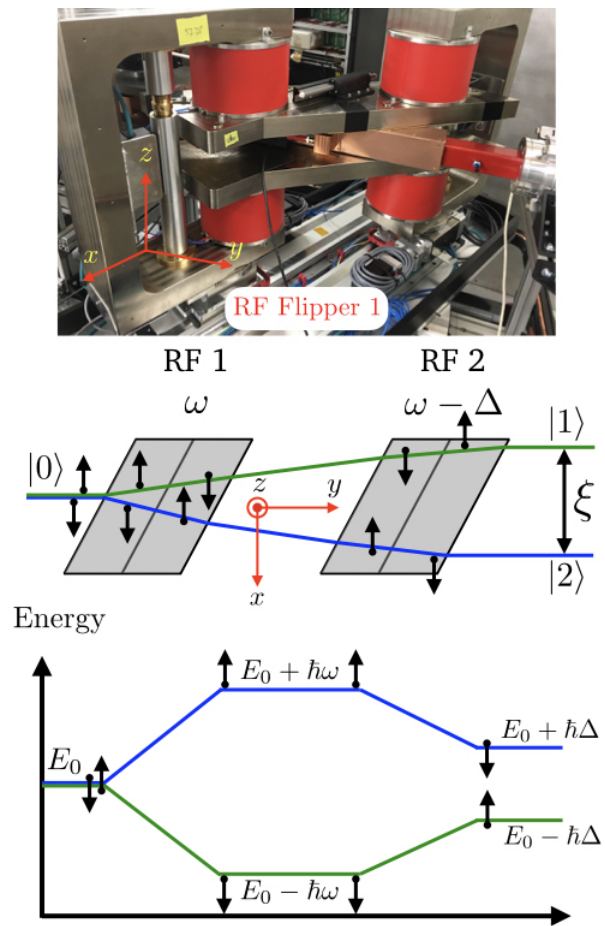 z
x
y
RF Flipper 1
RF 1
RF 2
ω
ω − Δ
|0⟩
|1⟩
z
y
ξ
x
|2⟩
Energy
E₀ + ℏω
E₀
E₀ + ℏΔ
E₀ − ℏΔ
E₀ − ℏω